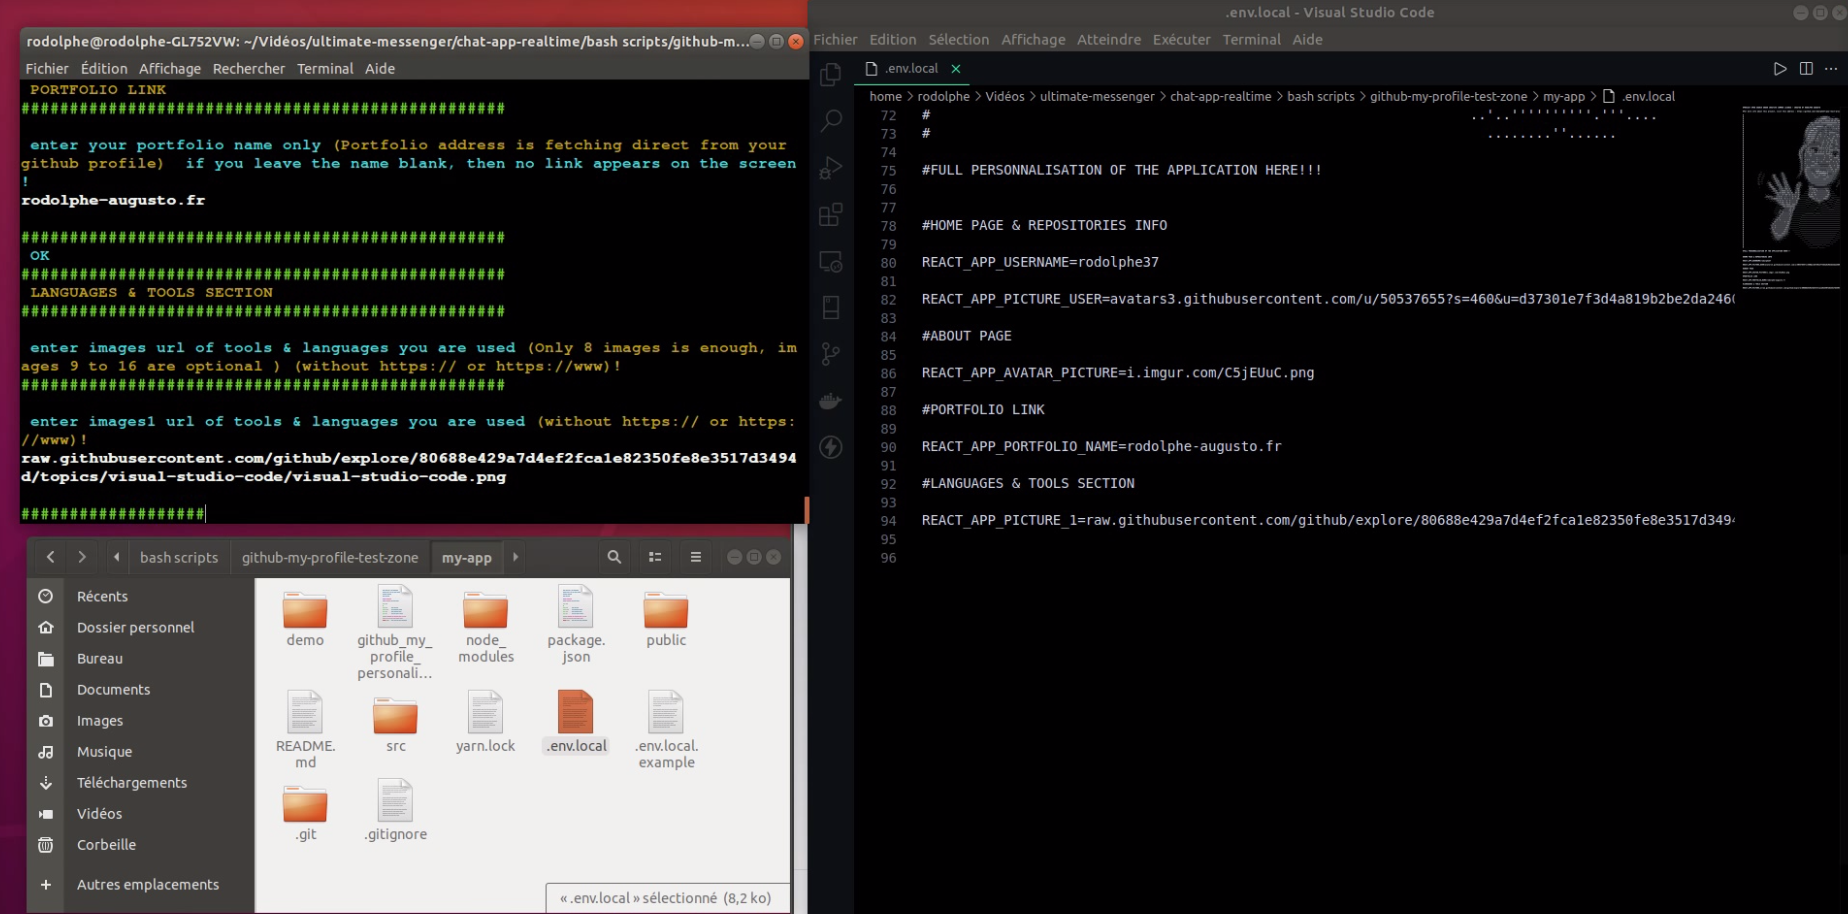 rodolphe@rodolphe-GL752VW: ~/Vidéos/ultimate-messenger/chat-app-realtime/bash scripts/github-m...
Fichier Édition Affichage Rechercher Terminal Aide
PORTFOLIO LINK
##################################################
enter your portfolio name only (Portfolio address is fetching direct from your
github profile)  if you leave the name blank, then no link appears on the screen
!
rodolphe-augusto.fr
##################################################
OK
##################################################
LANGUAGES & TOOLS SECTION
##################################################
enter images url of tools & languages you are used (Only 8 images is enough, im
ages 9 to 16 are optional ) (without https:// or https://www)!
##################################################
enter images1 url of tools & languages you are used (without https:// or https:
//www)!
raw.githubusercontent.com/github/explore/80688e429a7d4ef2fca1e82350fe8e3517d3494
d/topics/visual-studio-code/visual-studio-code.png
###################
bash scripts
github-my-profile-test-zone
my-app
Récents
Dossier personnel
Bureau
Documents
Images
Musique
Téléchargements
Vidéos
Corbeille
+ Autres emplacements
demo
github_my_
profile_
personali...
node_
modules
package.
json
public
README.
md
src
yarn.lock
.env.local
.env.local.
example
.git
.gitignore
« .env.local » sélectionné (8,2 ko)
.env.local - Visual Studio Code
Fichier Edition Sélection Affichage Atteindre Exécuter Terminal Aide
.env.local
home > rodolphe > Vidéos > ultimate-messenger > chat-app-realtime > bash scripts > github-my-profile-test-zone > my-app > .env.local
72 # ..'..''''''''''.'''....
73 # ........''......
74
75 #FULL PERSONNALISATION OF THE APPLICATION HERE!!!
76
77
78 #HOME PAGE & REPOSITORIES INFO
79
80 REACT_APP_USERNAME=rodolphe37
81
82 REACT_APP_PICTURE_USER=avatars3.githubusercontent.com/u/50537655?s=460&u=d37301e7f3d4a819b2be2da2460
83
84 #ABOUT PAGE
85
86 REACT_APP_AVATAR_PICTURE=i.imgur.com/C5jEUuC.png
87
88 #PORTFOLIO LINK
89
90 REACT_APP_PORTFOLIO_NAME=rodolphe-augusto.fr
91
92 #LANGUAGES & TOOLS SECTION
93
94 REACT_APP_PICTURE_1=raw.githubusercontent.com/github/explore/80688e429a7d4ef2fca1e82350fe8e3517d3494
95
96